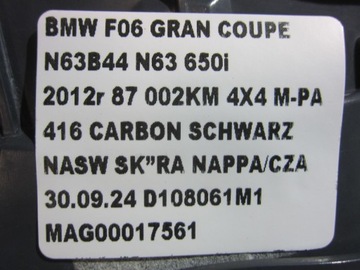 BMW F06 GRAN COUPE
N63B44 N63 650i
2012r 87 002KM 4X4 M-PA
416 CARBON SCHWARZ
NASW SK"RA NAPPA/CZA
30.09.24 D108061M1
MAG00017561